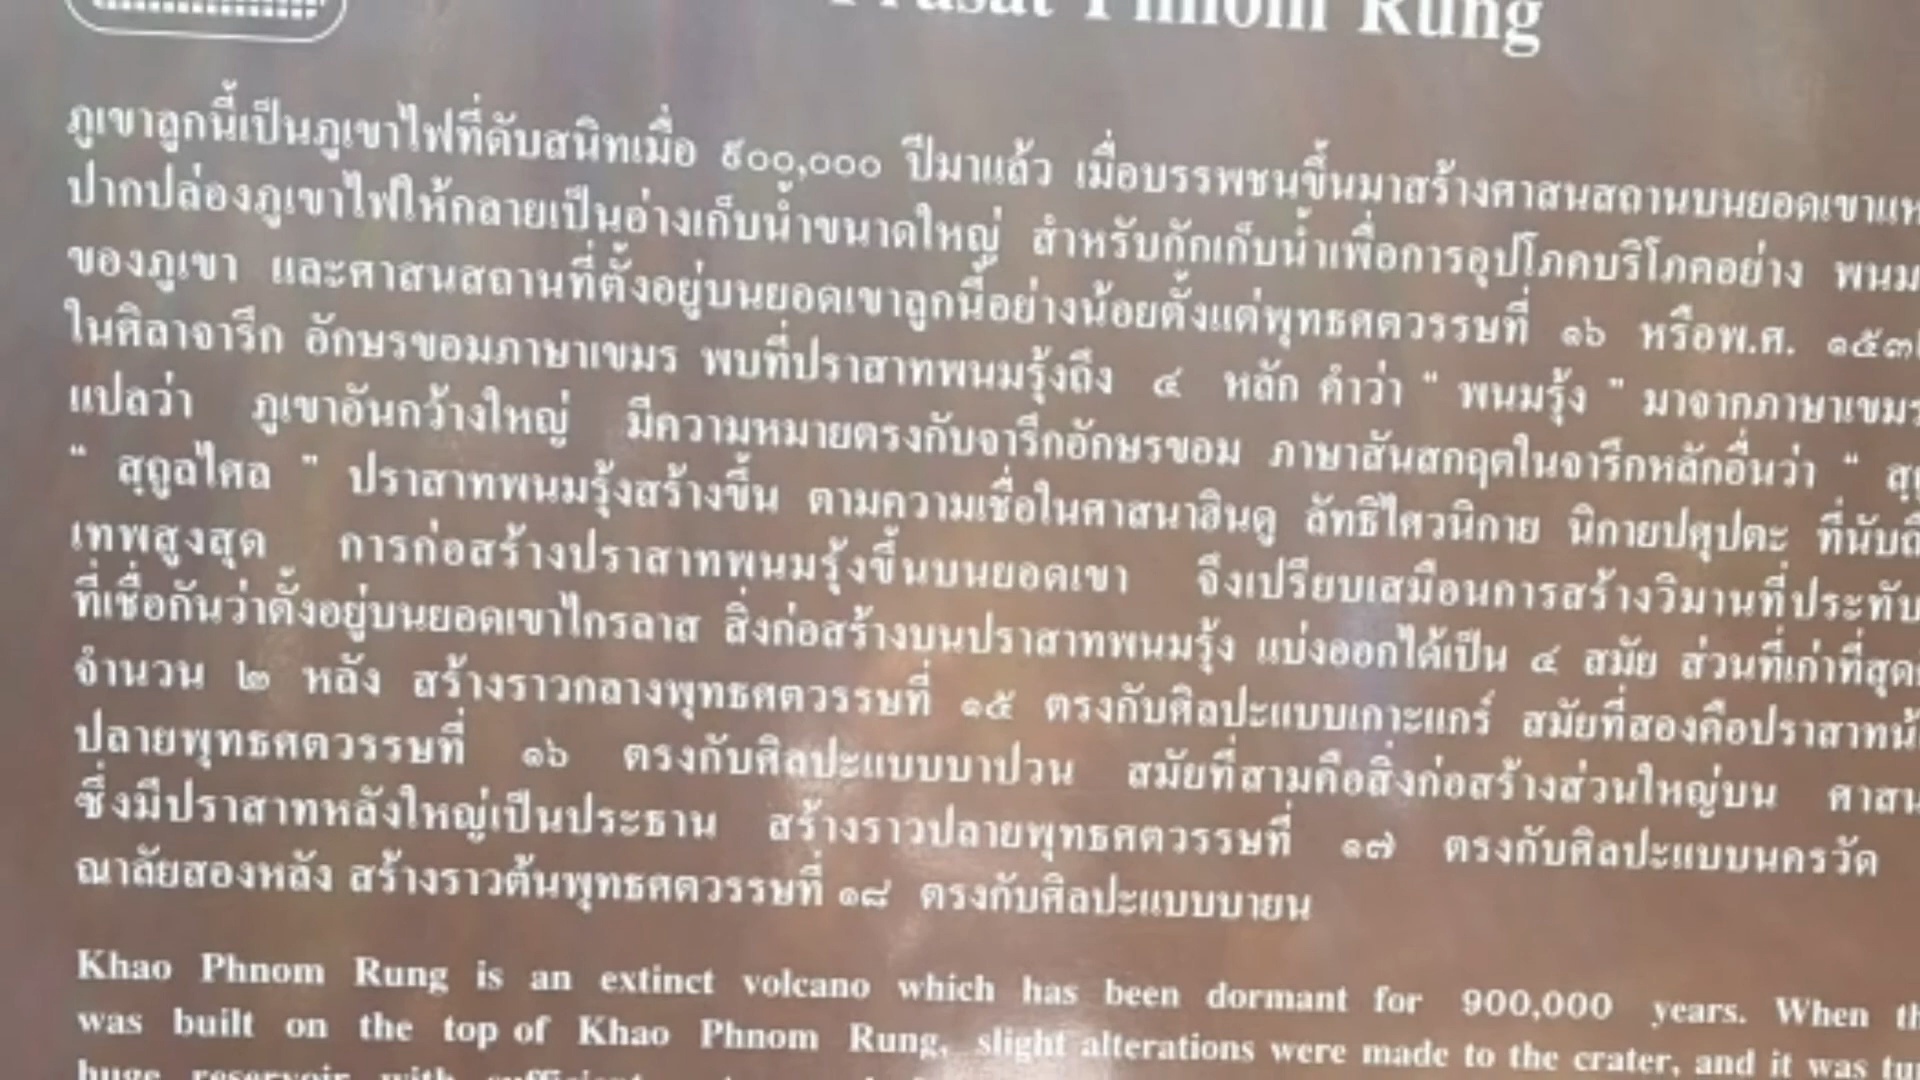 Prasat Phnom Rung
ภูเขาลูกนี้เป็นภูเขาไฟที่ดับสนิทเมื่อ ๙๐๐,๐๐๐ ปีมาแล้ว เมื่อบรรพชนขึ้นมาสร้างศาสนสถานบนยอดเขาแห
ปากปล่องภูเขาไฟให้กลายเป็นอ่างเก็บน้ำขนาดใหญ่ สำหรับกักเก็บน้ำเพื่อการอุปโภคบริโภคอย่าง พนม
ของภูเขา และศาสนสถานที่ตั้งอยู่บนยอดเขาลูกนี้อย่างน้อยตั้งแต่พุทธศตวรรษที่ ๑๖ หรือพ.ศ. ๑๕๓
ในศิลาจารึก อักษรขอมภาษาเขมร พบที่ปราสาทพนมรุ้งถึง ๔ หลัก คำว่า “ พนมรุ้ง ” มาจากภาษาเขมร
แปลว่า ภูเขาอันกว้างใหญ่ มีความหมายตรงกับจารึกอักษรขอม ภาษาสันสกฤตในจารึกหลักอื่นว่า “
“ สฺถูลไศล ” ปราสาทพนมรุ้งสร้างขึ้น ตามความเชื่อในศาสนาฮินดู ลัทธิไศวนิกาย นิกายปศุปตะ ที่นับถื
เทพสูงสุด การก่อสร้างปราสาทพนมรุ้งขึ้นบนยอดเขา จึงเปรียบเสมือนการสร้างวิมานที่ประทับ
ที่เชื่อกันว่าตั้งอยู่บนยอดเขาไกรลาส สิ่งก่อสร้างบนปราสาทพนมรุ้ง แบ่งออกได้เป็น ๔ สมัย ส่วนที่เก่าที่สุด
จำนวน ๒ หลัง สร้างราวกลางพุทธศตวรรษที่ ๑๕ ตรงกับศิลปะแบบเกาะแกร์ สมัยที่สองคือปราสาทน้
ปลายพุทธศตวรรษที่ ๑๖ ตรงกับศิลปะแบบบาปวน สมัยที่สามคือสิ่งก่อสร้างส่วนใหญ่บน ศาสน
ซึ่งมีปราสาทหลังใหญ่เป็นประธาน สร้างราวปลายพุทธศตวรรษที่ ๑๗ ตรงกับศิลปะแบบนครวัด
ณาลัยสองหลัง สร้างราวต้นพุทธศตวรรษที่ ๑๘ ตรงกับศิลปะแบบบายน
Khao Phnom Rung is an extinct volcano which has been dormant for 900,000 years. When th
was built on the top of Khao Phnom Rung, slight alterations were made to the crater, and it was tur
huge reservoir with sufficient